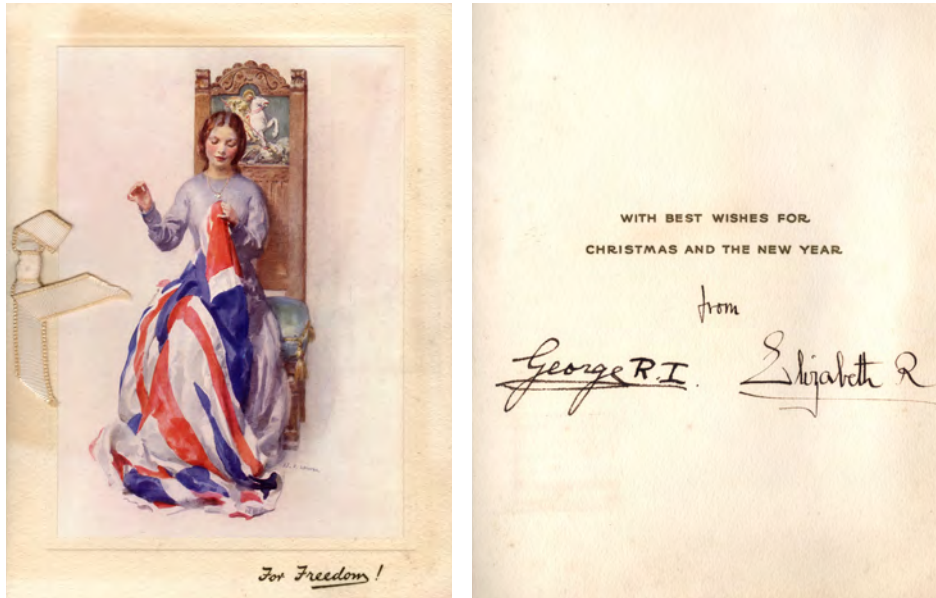 For Freedom!
WITH BEST WISHES FOR
CHRISTMAS AND THE NEW YEAR
from
George R.I.
Elizabeth R